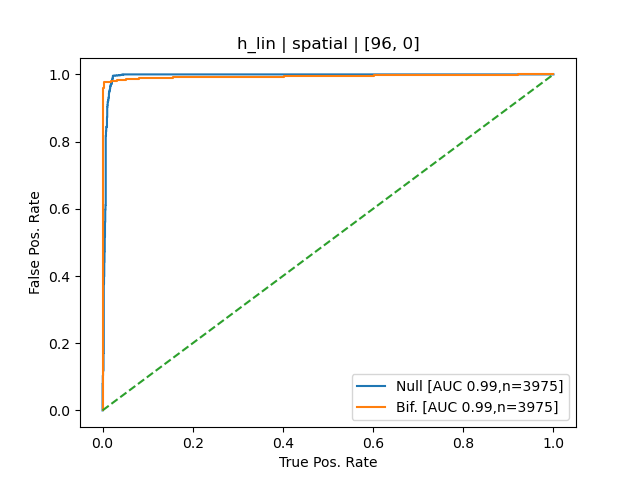 h_lin | spatial | [96, 0]
1.0
0.8
0.6
0.4
0.2
0.0
False Pos. Rate
0.0 0.2 0.4 0.6 0.8 1.0
True Pos. Rate
Null [AUC 0.99,n=3975]
Bif. [AUC 0.99,n=3975]